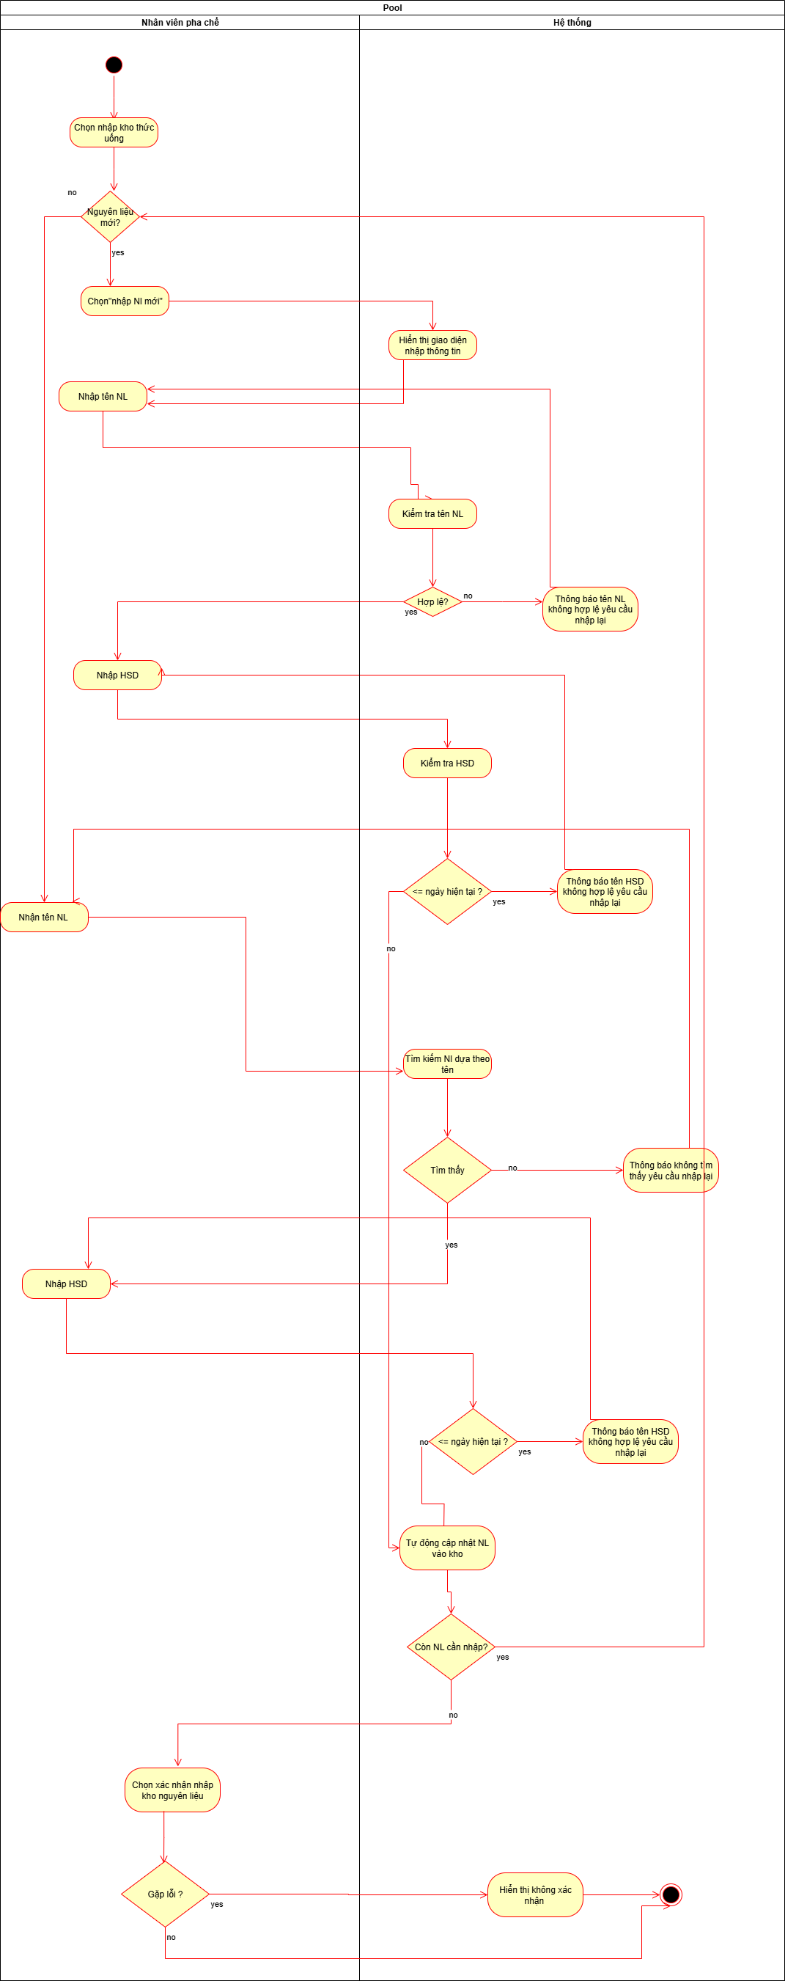 Pool
Nhân viên pha chế
Hệ thống
Chọn nhập kho thức
uống
no
Nguyên liệu
mới?
yes
Chọn"nhập Nl mới"
Hiển thị giao diện
nhập thông tin
Nhập tên NL
Kiểm tra tên NL
Hợp lệ?
no
yes
Thông báo tên NL
không hợp lệ yêu cầu
nhập lại
Nhập HSD
Kiểm tra HSD
<= ngày hiện tại ?
yes
Thông báo tên HSD
không hợp lệ yêu cầu
nhập lại
Nhận tên NL
no
Tìm kiếm Nl dựa theo
tên
Tìm thấy
no
Thông báo không tìm
thấy yêu cầu nhập lại
yes
Nhập HSD
no
<= ngày hiện tại ?
yes
Thông báo tên HSD
không hợp lệ yêu cầu
nhập lại
Tự động cập nhât NL
vào kho
Còn NL cần nhập?
yes
no
Chọn xác nhận nhập
kho nguyên liệu
Gặp lỗi ?
yes
Hiển thị không xác
nhận
no